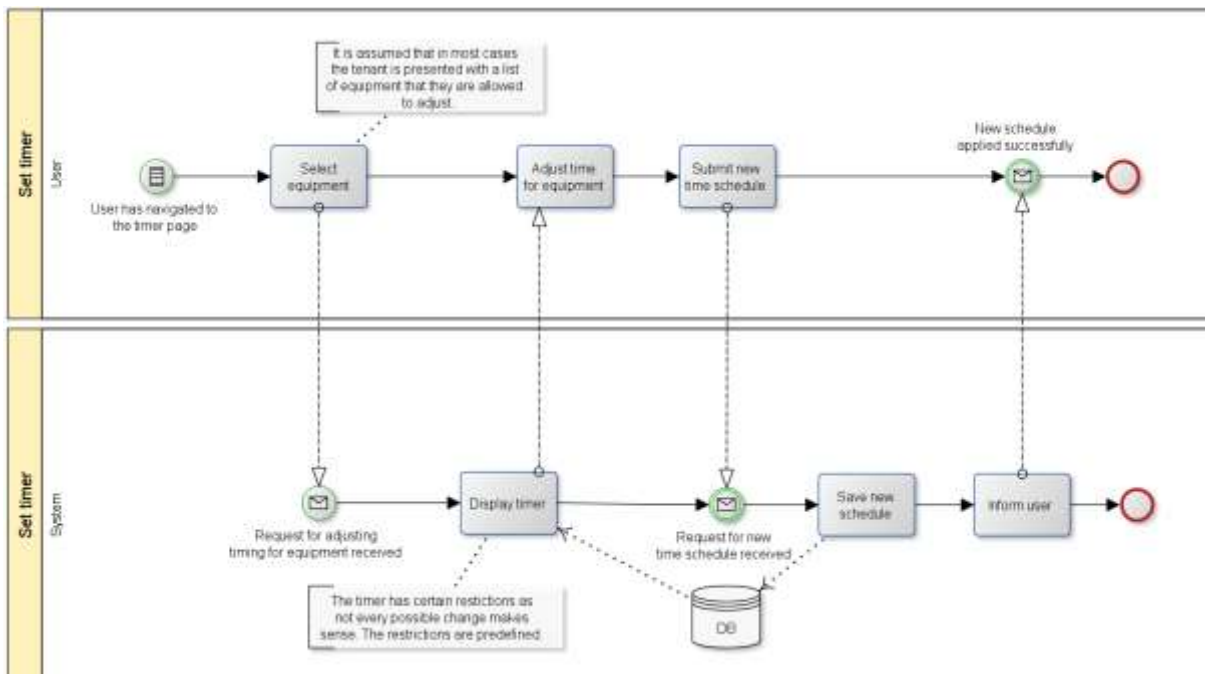 Set timer
User
It is assumed that in most cases
the tenant is presented with a list
of equipment that they are allowed
to adjust.
User has navigated to
the timer page
Select
equipment
Adjust time
for equipment
Submit new
time schedule
New schedule
applied successfully
Set timer
System
Request for adjusting
timing for equipment received
Display timer
Request for new
time schedule received
Save new
schedule
Inform user
The timer has certain restictions as
not every possible change makes
sense. The restrictions are predefined.
DB